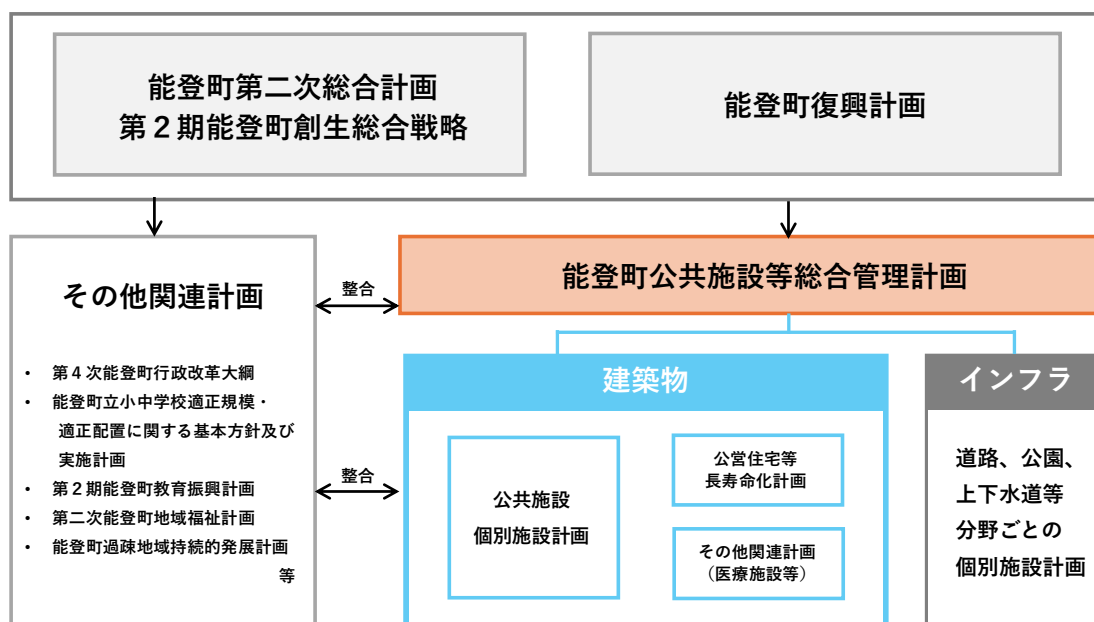 能登町第二次総合計画
第２期能登町創生総合戦略
能登町復興計画
その他関連計画
・ 第４次能登町行政改革大綱
・ 能登町立小中学校適正規模・
適正配置に関する基本方針及び
実施計画
・ 第２期能登町教育振興計画
・ 第二次能登町地域福祉計画
・ 能登町過疎地域持続的発展計画
等
整合
整合
能登町公共施設等総合管理計画
建築物
公共施設
個別施設計画
公営住宅等
長寿命化計画
その他関連計画
（医療施設等）
インフラ
道路、公園、
上下水道等
分野ごとの
個別施設計画